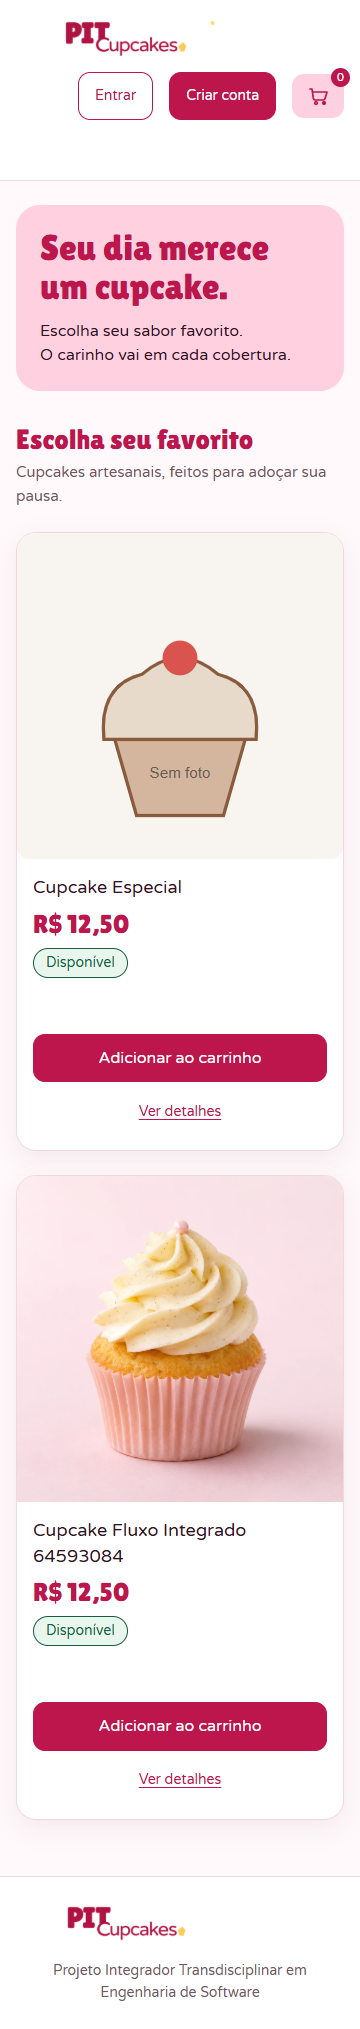 PIT
Cupcakes
Entrar
Criar conta
0
Seu dia merece
um cupcake.
Escolha seu sabor favorito.
O carinho vai em cada cobertura.
Escolha seu favorito
Cupcakes artesanais, feitos para adoçar sua
pausa.
Sem foto
Cupcake Especial
R$ 12,50
Disponível
Adicionar ao carrinho
Ver detalhes
Cupcake Fluxo Integrado
64593084
R$ 12,50
Disponível
Adicionar ao carrinho
Ver detalhes
PIT
Cupcakes
Projeto Integrador Transdisciplinar em
Engenharia de Software